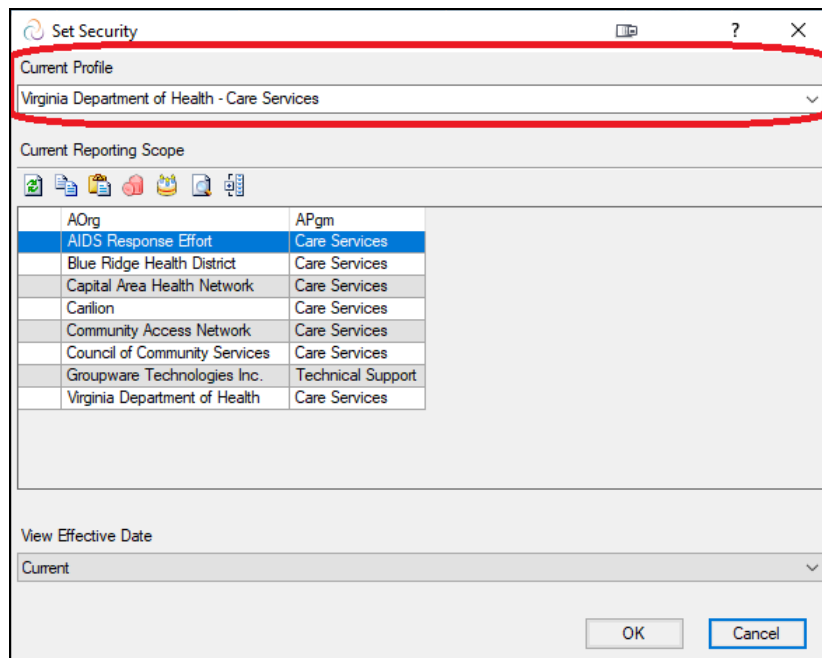 Set Security
?
Current Profile
Virginia Department of Health - Care Services
Current Reporting Scope
AOrg APgm
AIDS Response Effort Care Services
Blue Ridge Health District Care Services
Capital Area Health Network Care Services
Carilion Care Services
Community Access Network Care Services
Council of Community Services Care Services
Groupware Technologies Inc. Technical Support
Virginia Department of Health Care Services
View Effective Date
Current
OK Cancel